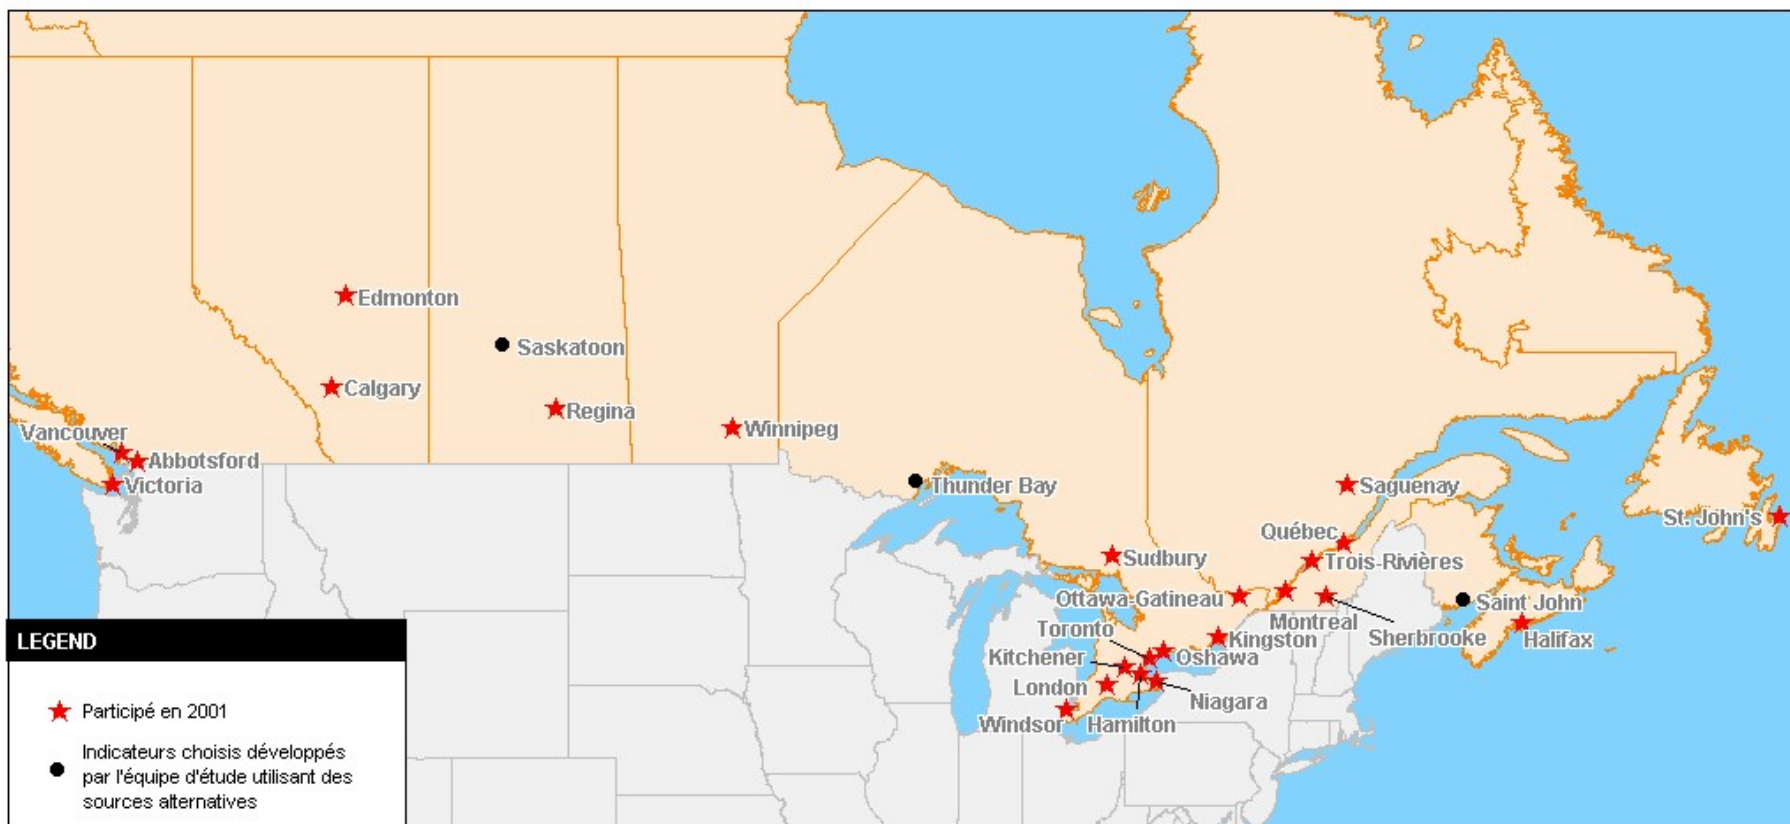 Edmonton
Saskatoon
Calgary
Regina
Winnipeg
Vancouver
Abbotsford
Victoria
Thunder Bay
Saguenay
St. John's
Québec
Sudbury
Trois-Rivières
Ottawa-Gatineau
Saint John
Montreal
Toronto
Kingston
Sherbrooke
Halifax
Kitchener
Oshawa
London
Niagara
Windsor
Hamilton
LEGEND
Participé en 2001
Indicateurs choisis développés
par l'équipe d'étude utilisant des
sources alternatives